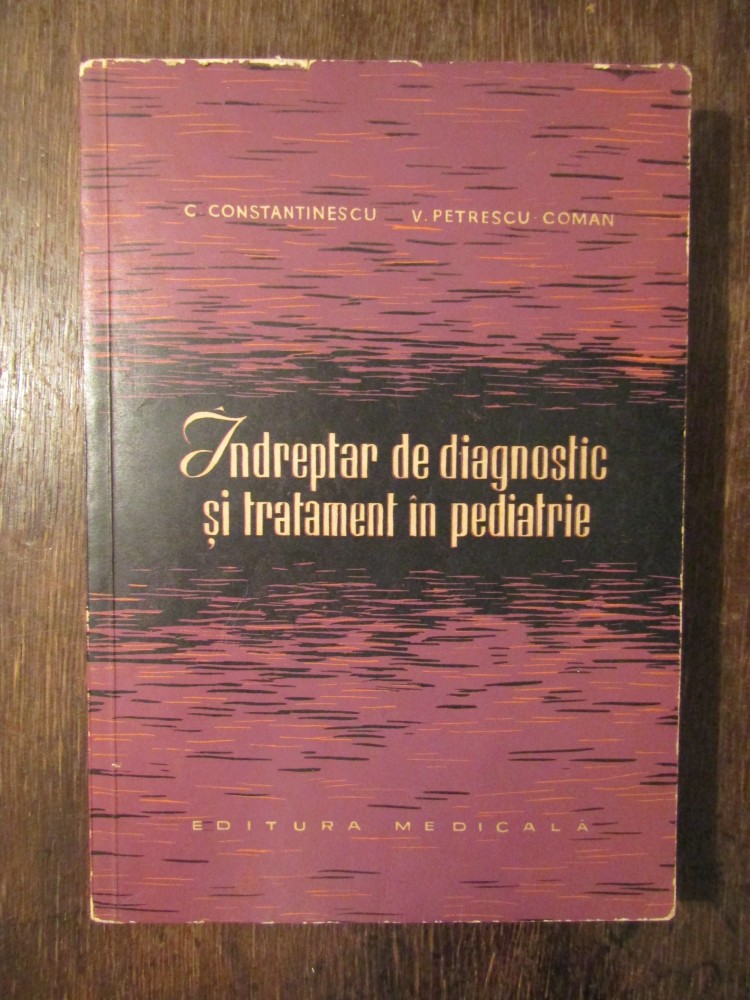 C. CONSTANTINESCU V. PETRESCU-COMAN
Îndreptar de diagnostic
și tratament în pediatrie
EDITURA MEDICALĂ